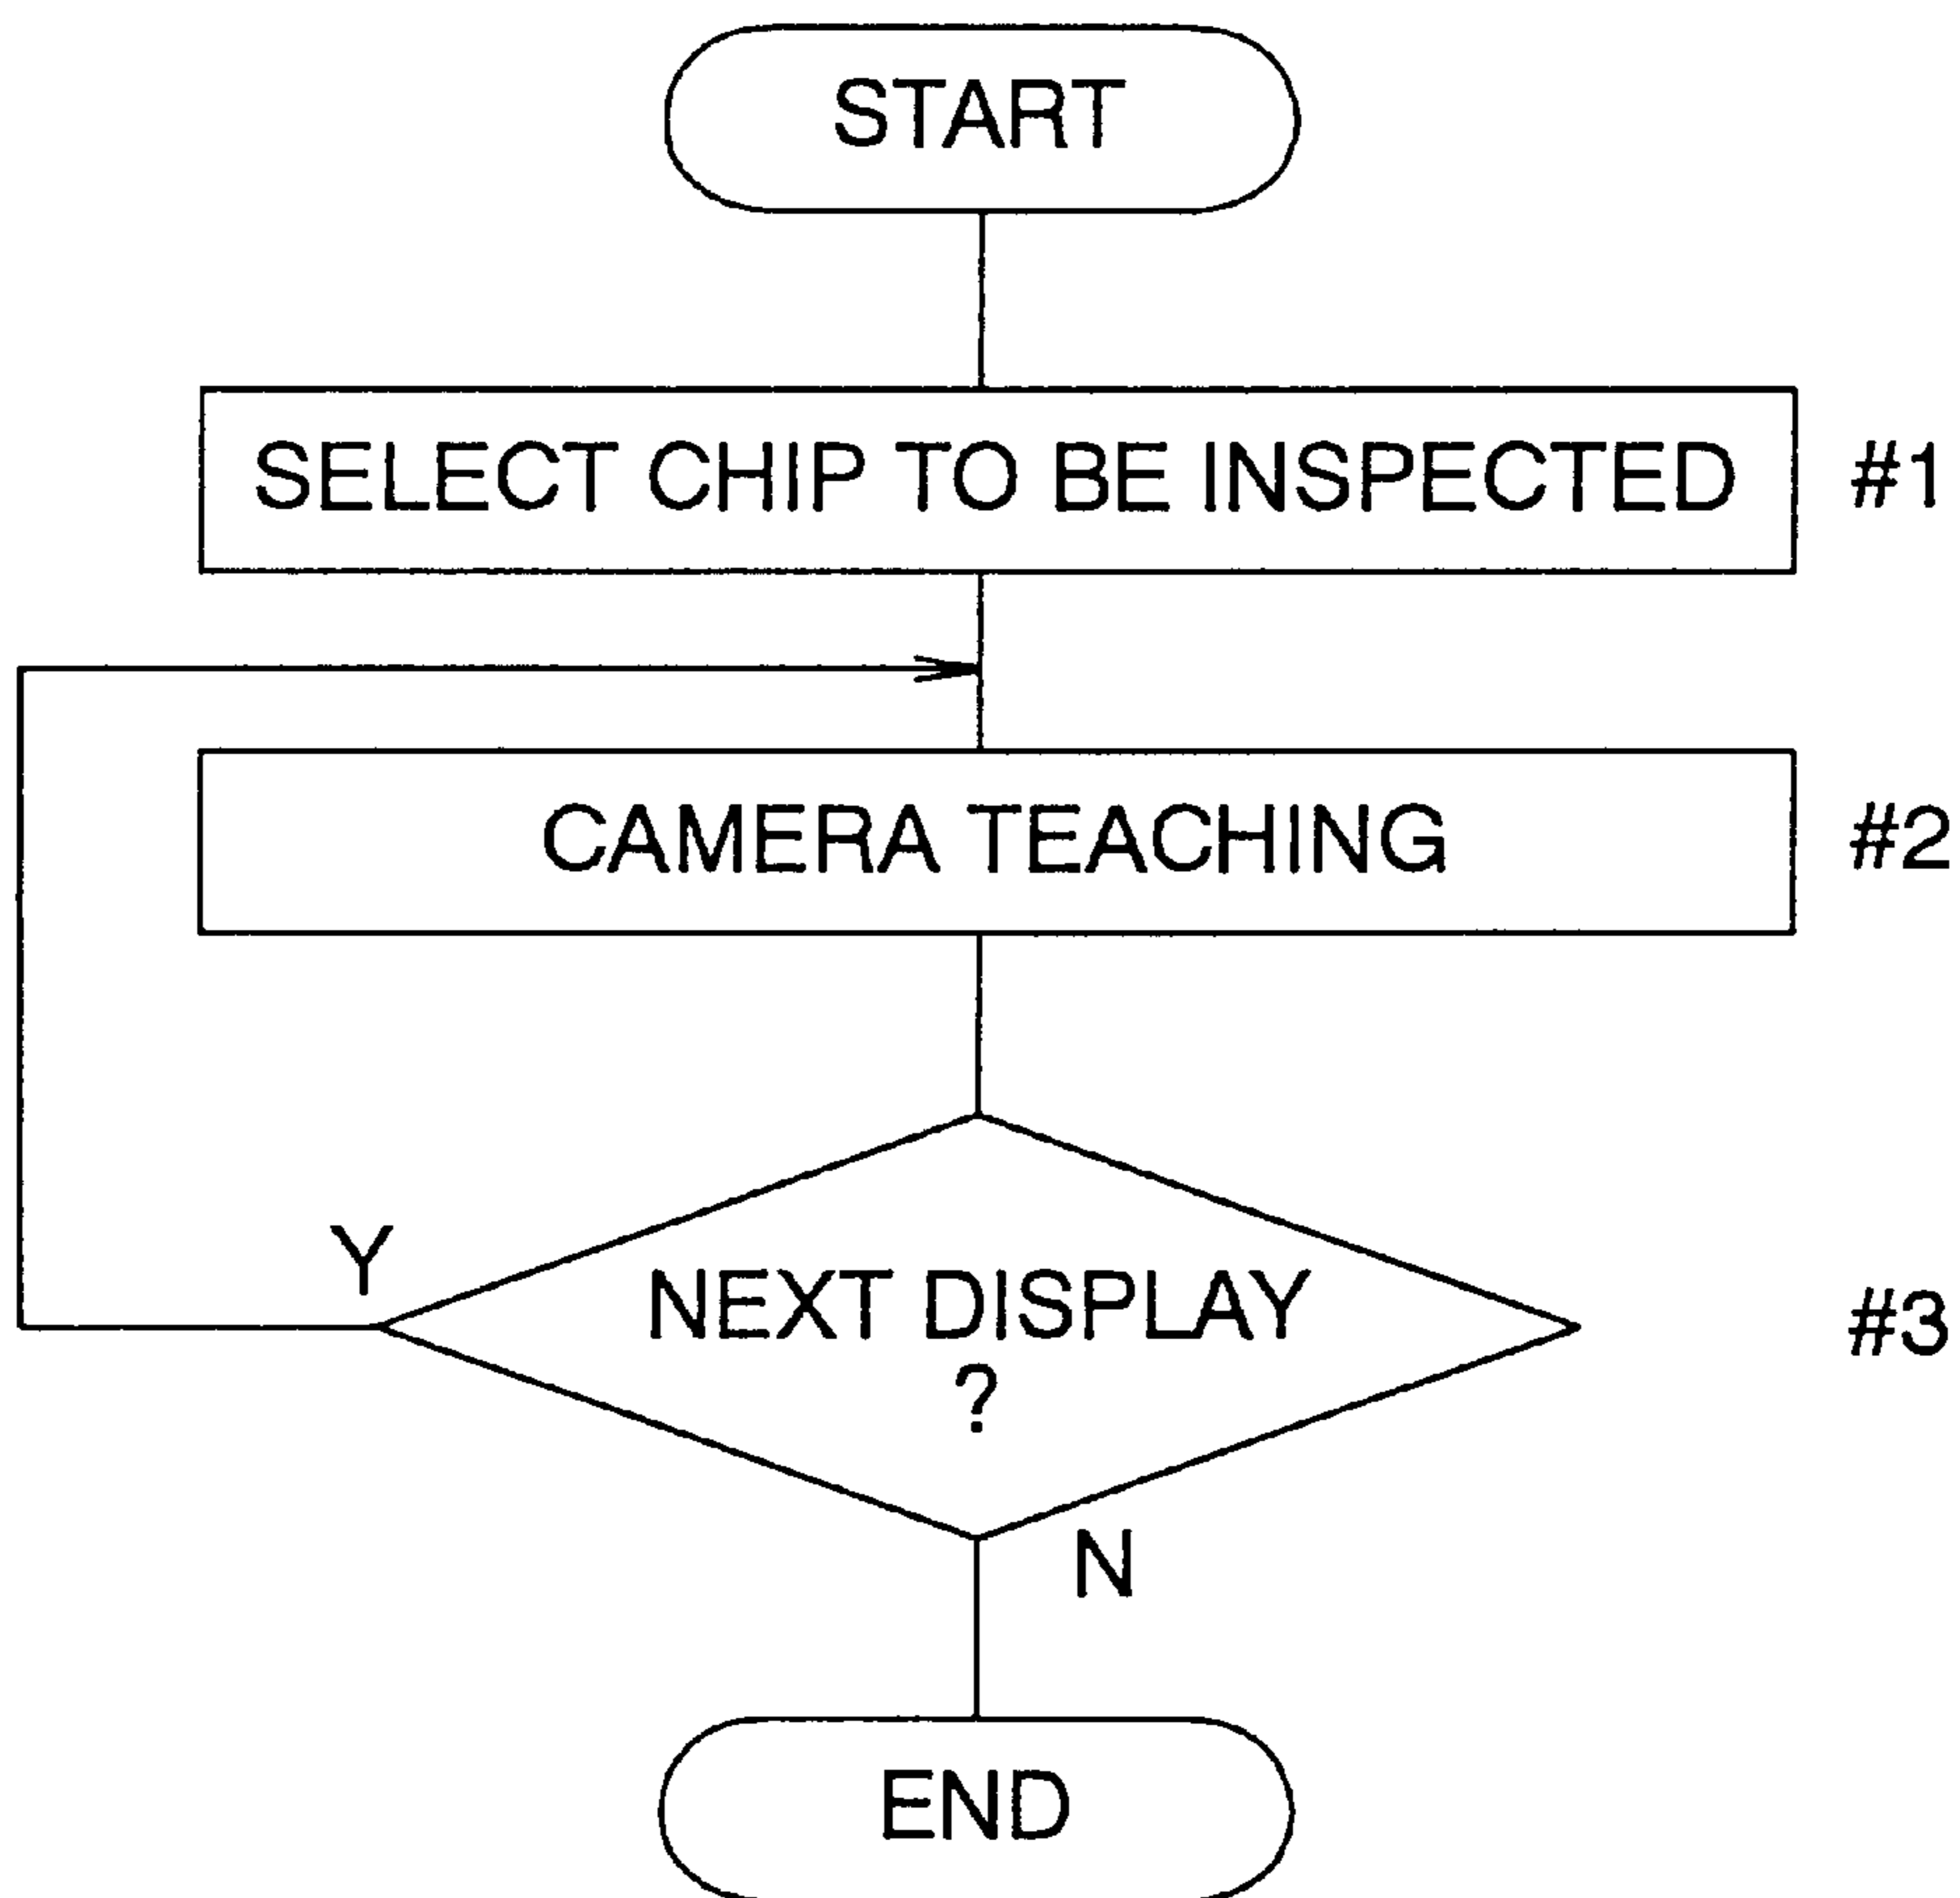 START
SELECT CHIP TO BE INSPECTED #1
CAMERA TEACHING #2
Y
NEXT DISPLAY #3
?
N
END